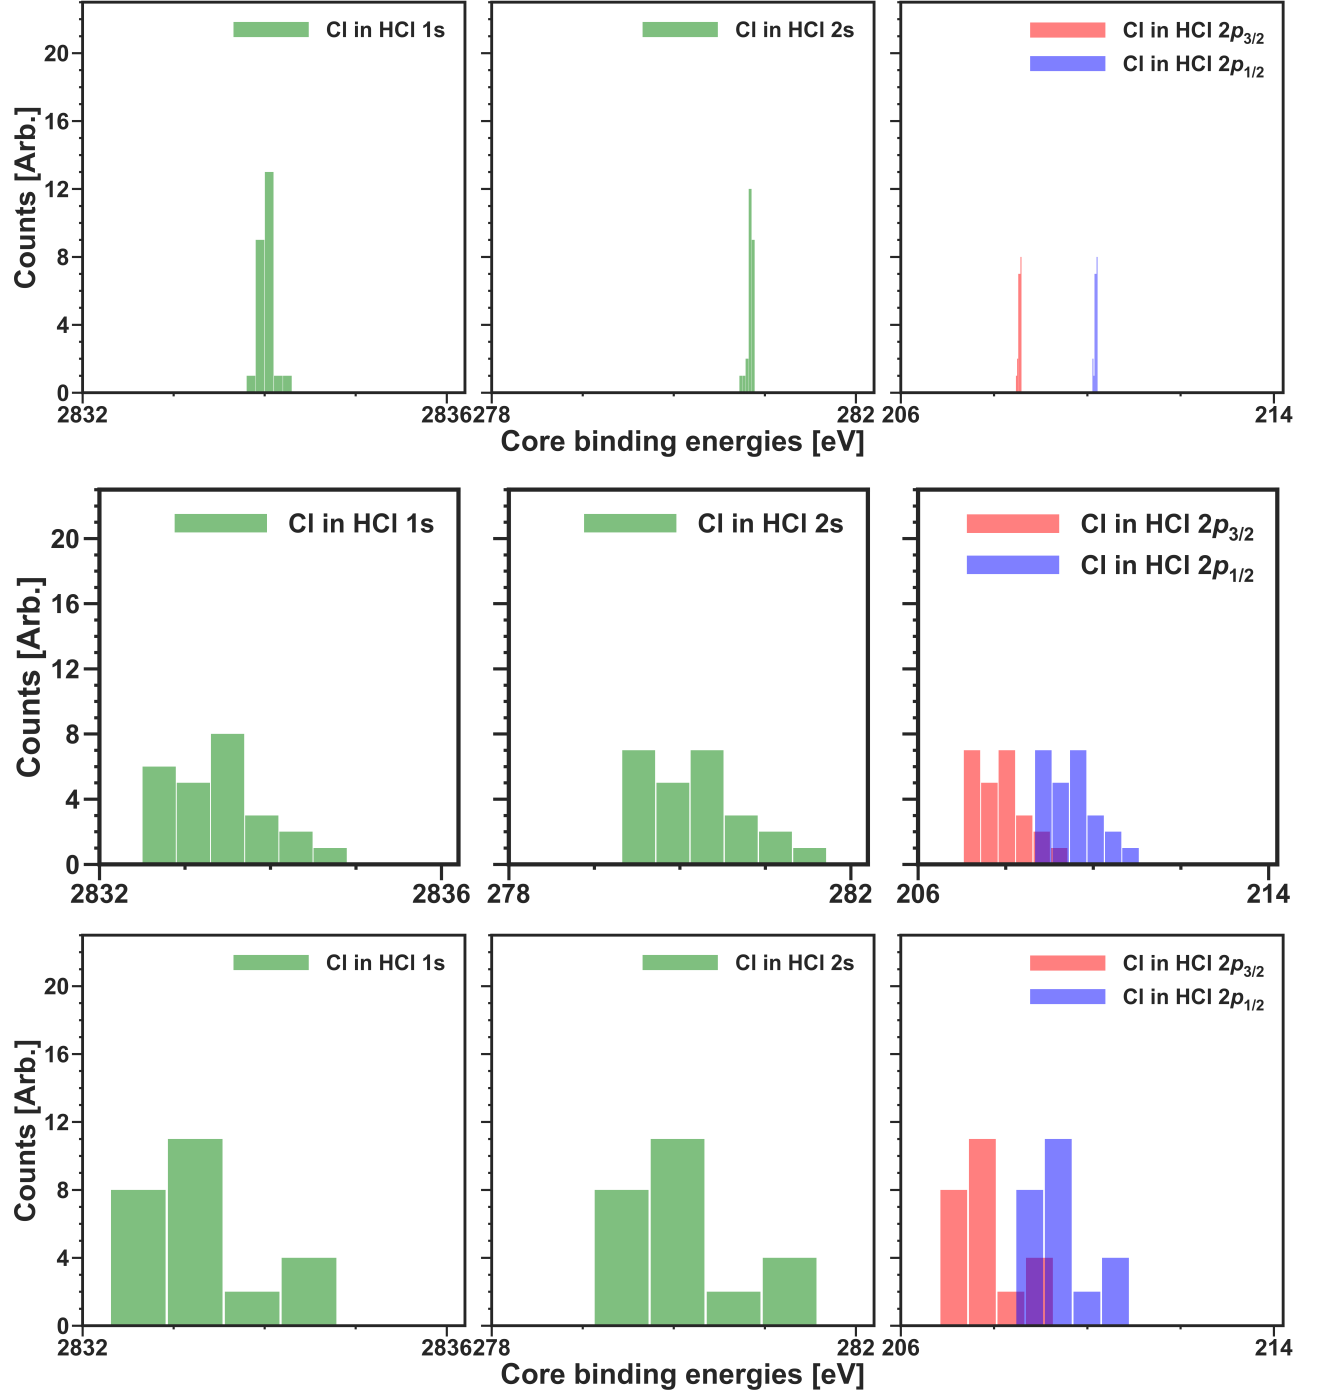 Cl in HCl 1s
Cl in HCl 2s
Cl in HCl 2p3/2
Cl in HCl 2p1/2
20
16
12
8
4
0
Counts [Arb.]
2832 2836 278 282 206 214
Core binding energies [eV]
Cl in HCl 1s
Cl in HCl 2s
Cl in HCl 2p3/2
Cl in HCl 2p1/2
20
16
12
8
4
0
Counts [Arb.]
2832 2836 278 282 206 214
Cl in HCl 1s
Cl in HCl 2s
Cl in HCl 2p3/2
Cl in HCl 2p1/2
20
16
12
8
4
0
Counts [Arb.]
2832 2836 278 282 206 214
Core binding energies [eV]